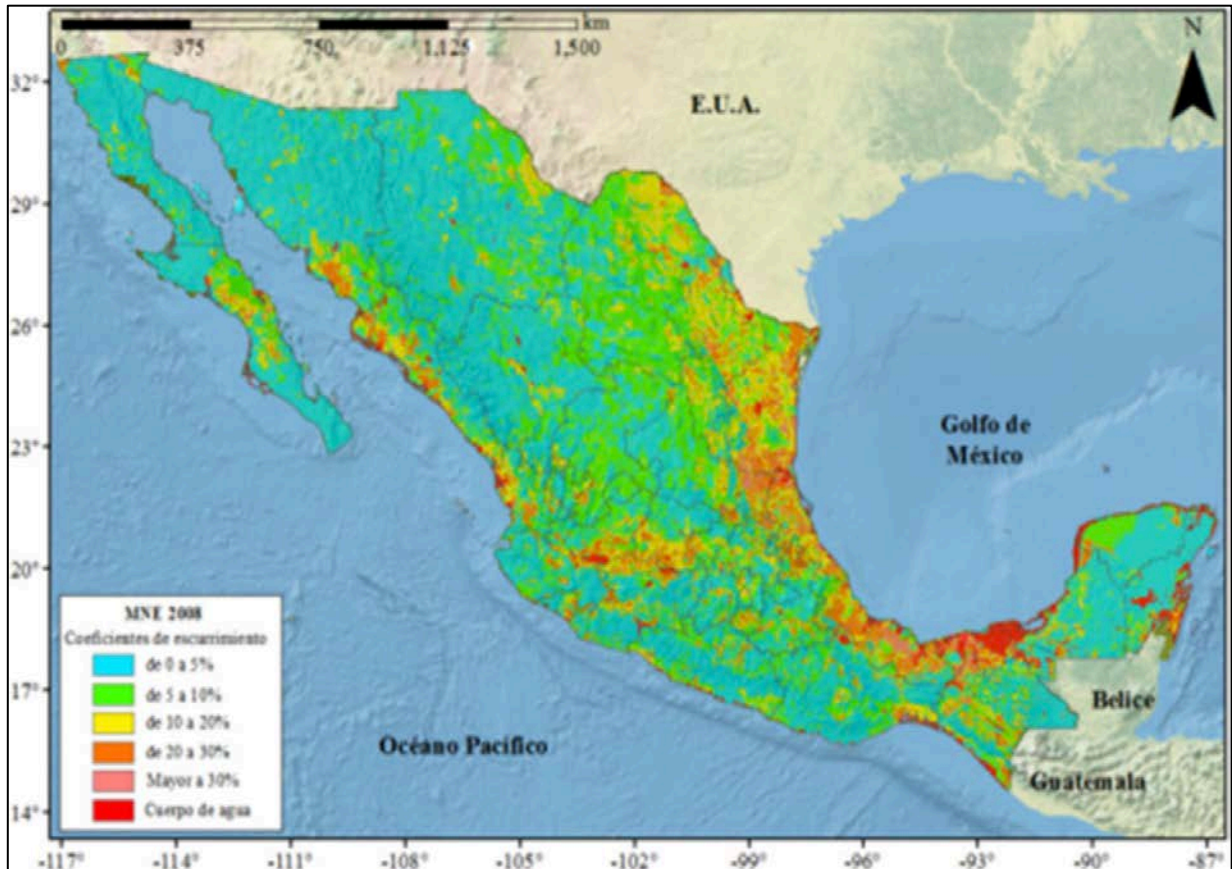 km
0 375 750 1,125 1,500
N
32°
29°
26°
23°
20°
17°
14°
E.U.A.
Golfo de
México
Océano Pacífico
Belice
Guatemala
MNE 2008
Coeficientes de escurrimiento
de 0 a 5%
de 5 a 10%
de 10 a 20%
de 20 a 30%
Mayor a 30%
Cuerpo de agua
-117° -114° -111° -108° -105° -102° -99° -96° -93° -90° -87°